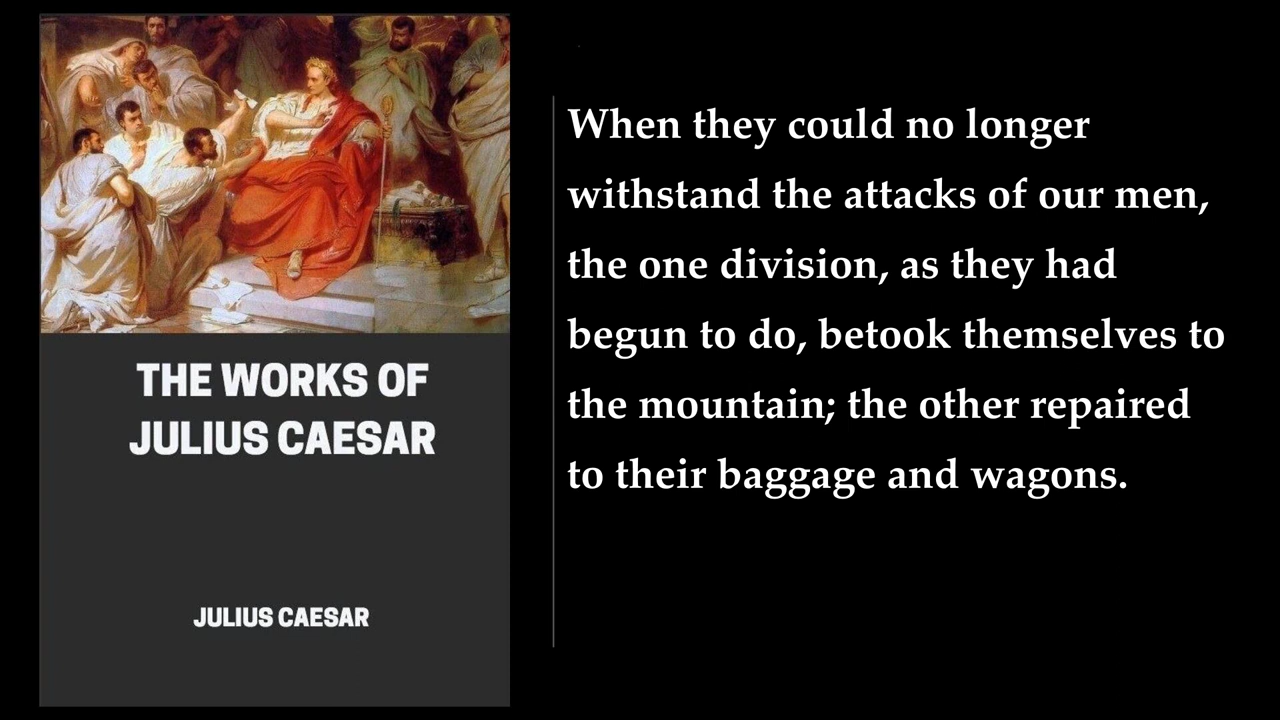 THE WORKS OF
JULIUS CAESAR
JULIUS CAESAR
When they could no longer
withstand the attacks of our men,
the one division, as they had
begun to do, betook themselves to
the mountain; the other repaired
to their baggage and wagons.